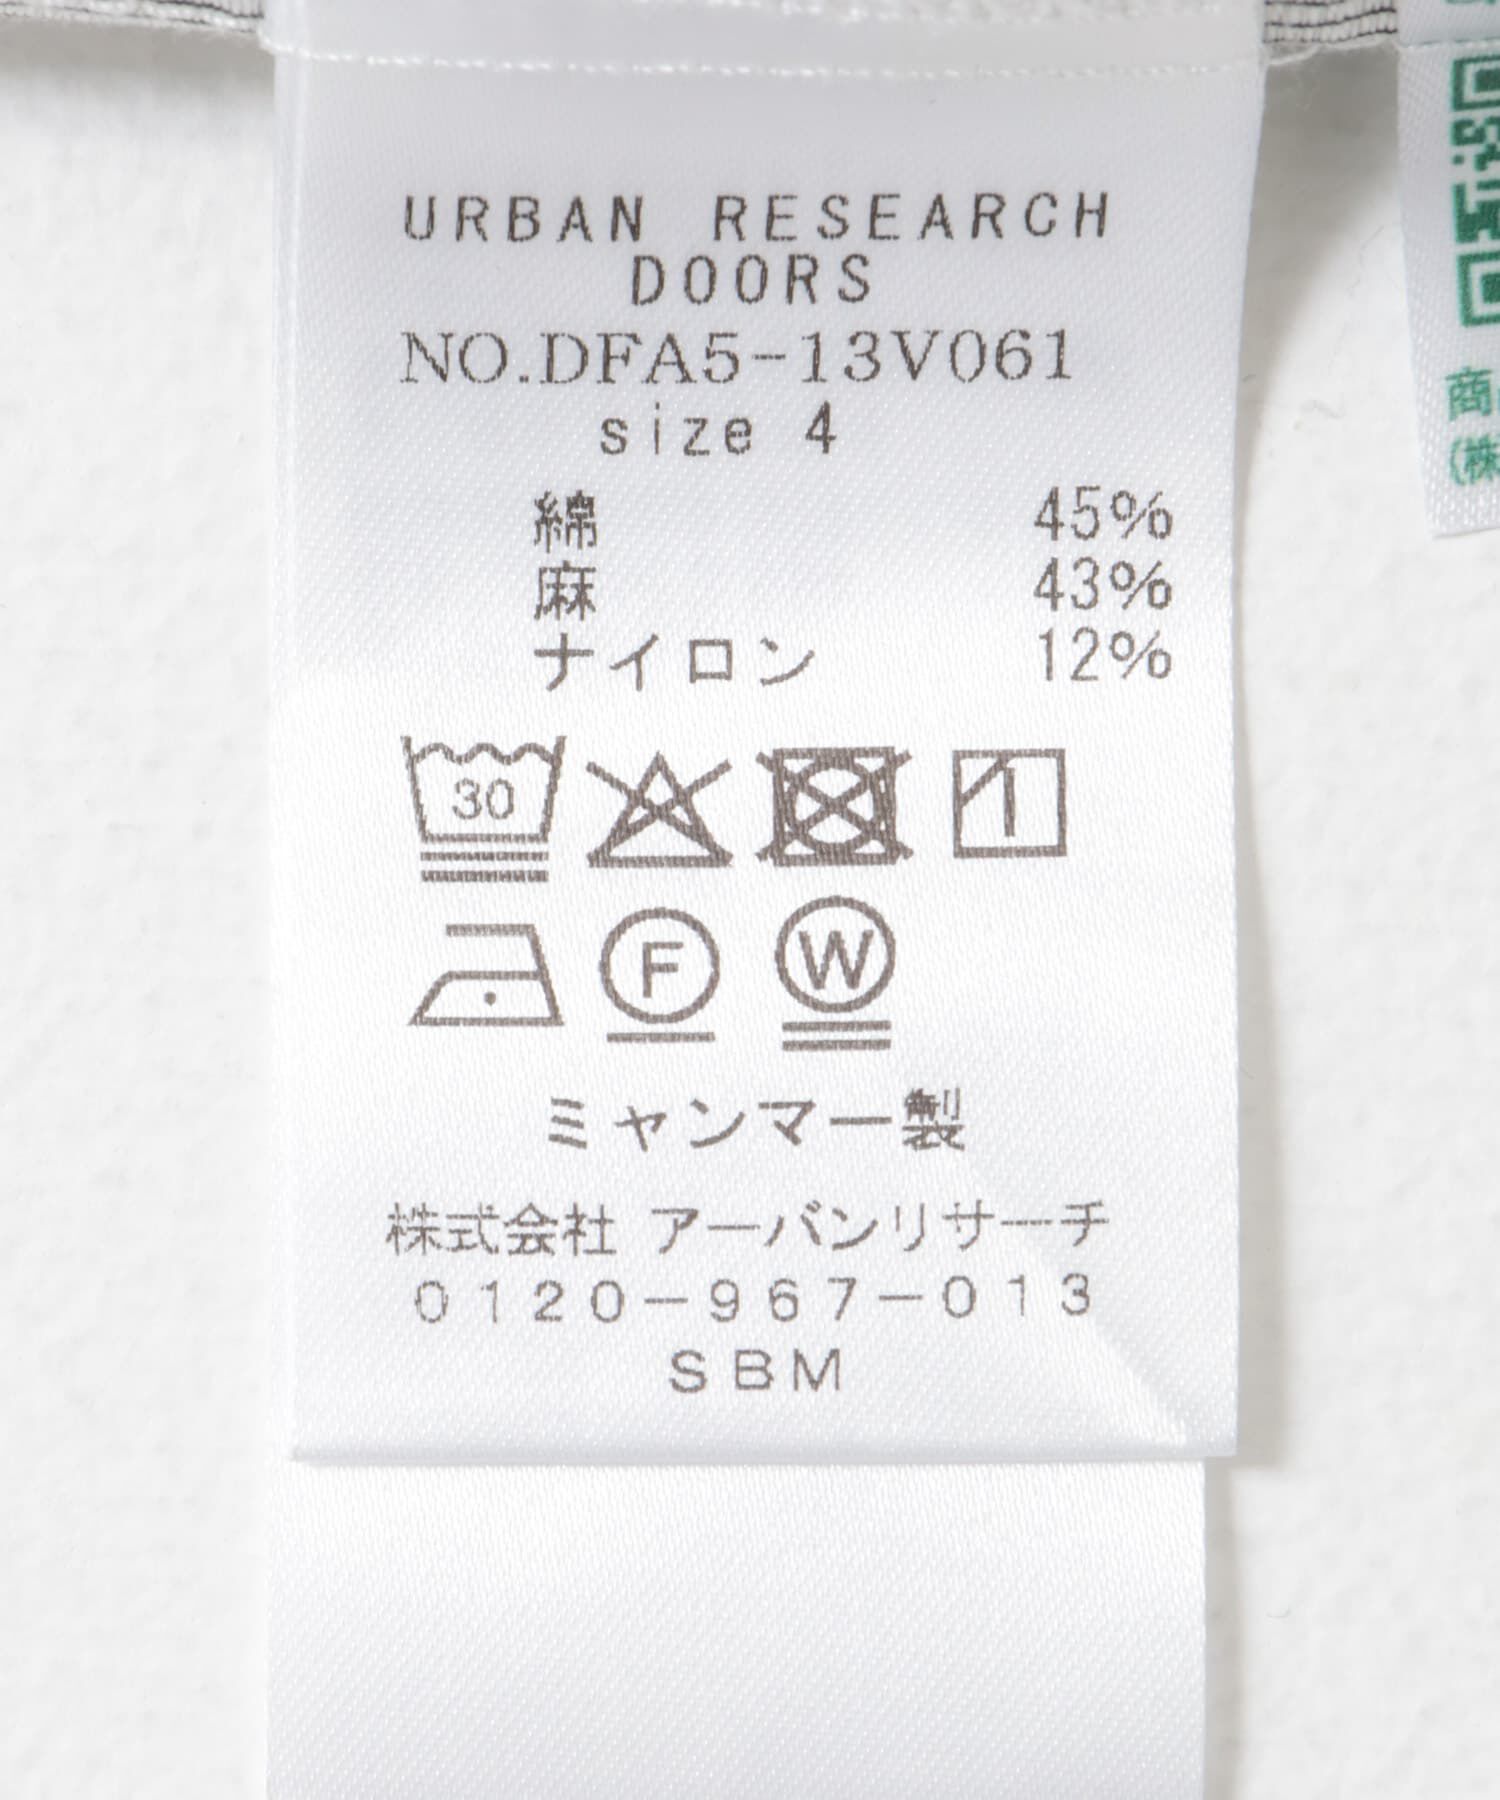 URBAN RESEARCH
DOORS
NO.DFA5-13V061
size 4
綿 45%
麻 43%
ナイロン 12%
30
F
W
ミャンマー製
株式会社 アーバンリサーチ
0120-967-013
SBM
商
(株